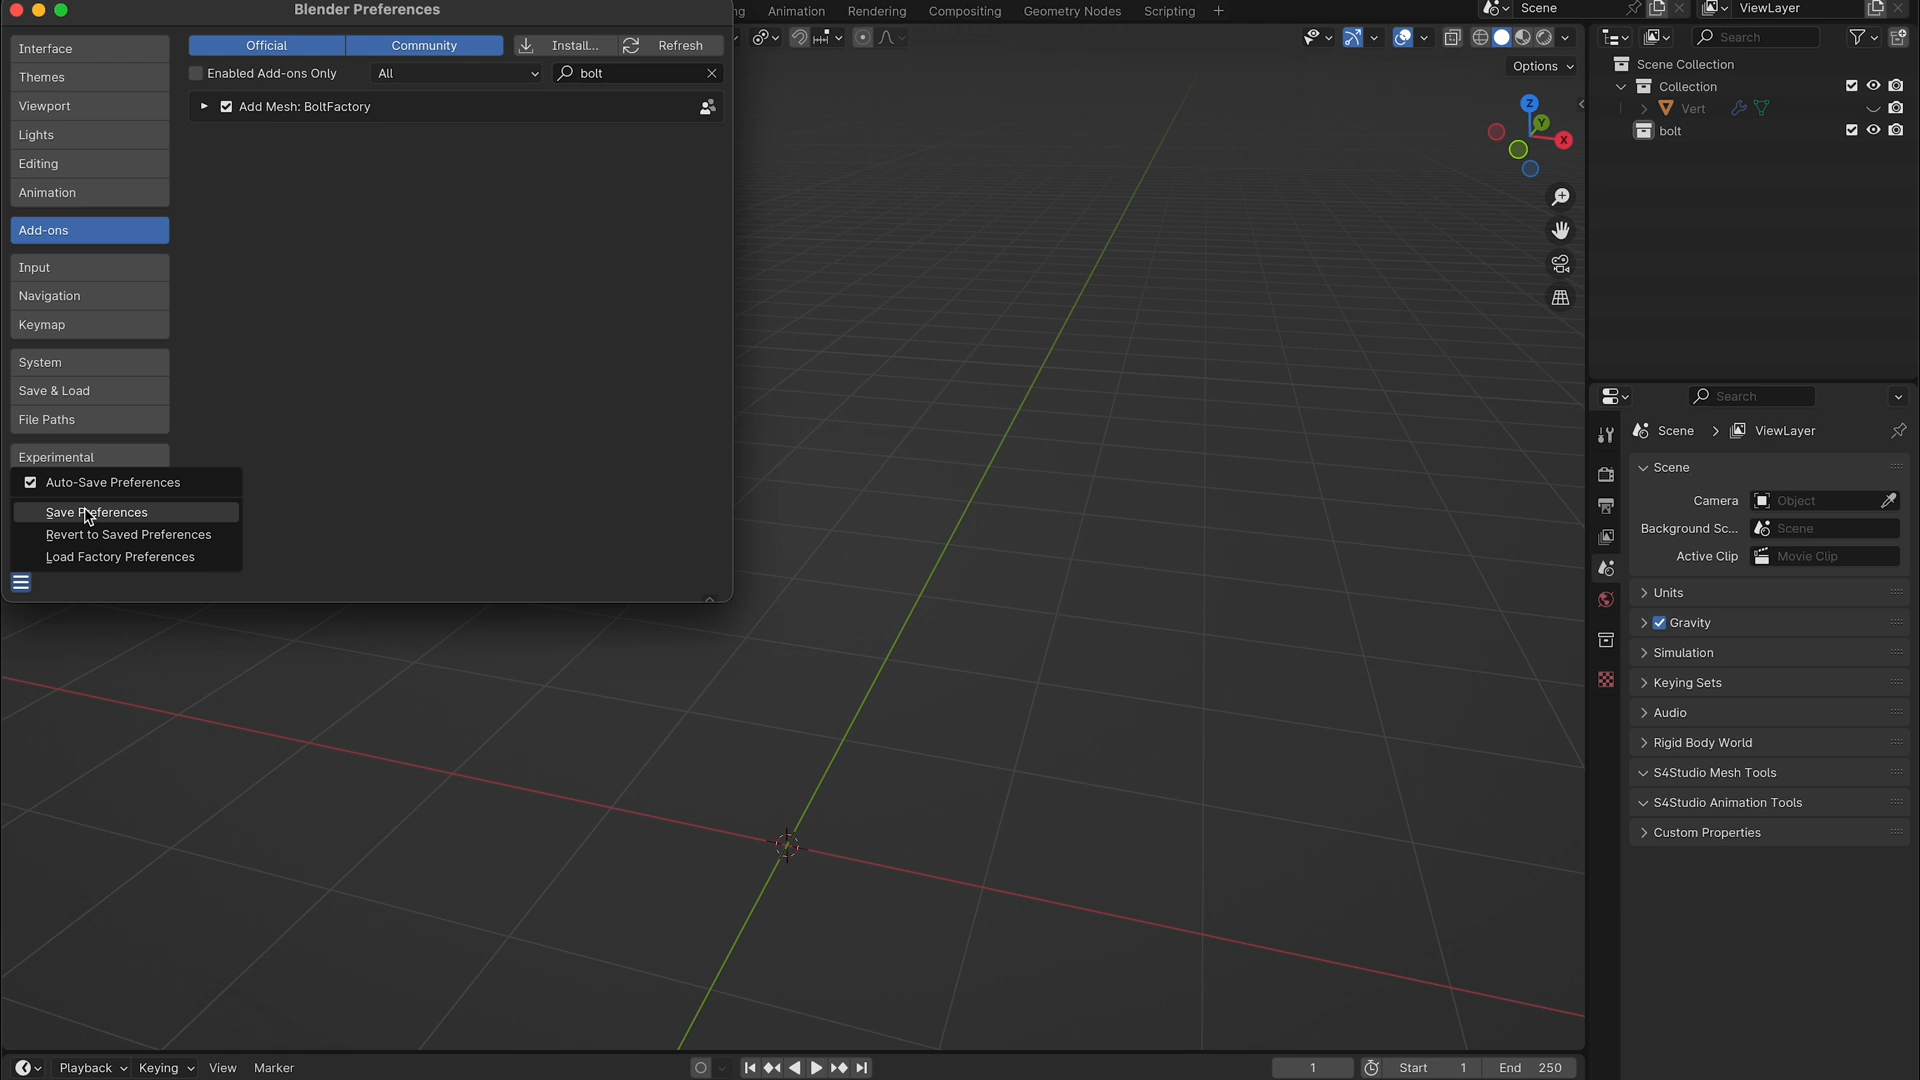 Blender Preferences
Animation Rendering Compositing Geometry Nodes Scripting
Scene
ViewLayer
Interface
Themes
Viewport
Lights
Editing
Animation
Add-ons
Input
Navigation
Keymap
System
Save & Load
File Paths
Experimental
Auto-Save Preferences
Save Preferences
Revert to Saved Preferences
Load Factory Preferences
Official Community Install... Refresh
Enabled Add-ons Only All bolt
Add Mesh: BoltFactory
Options
Z
Y
X
Search
Scene Collection
Collection
Vert
bolt
Search
Scene > ViewLayer
Scene
Camera Object
Background Sc... Scene
Active Clip Movie Clip
Units
Gravity
Simulation
Keying Sets
Audio
Rigid Body World
S4Studio Mesh Tools
S4Studio Animation Tools
Custom Properties
Playback Keying View Marker
1 Start 1 End 250